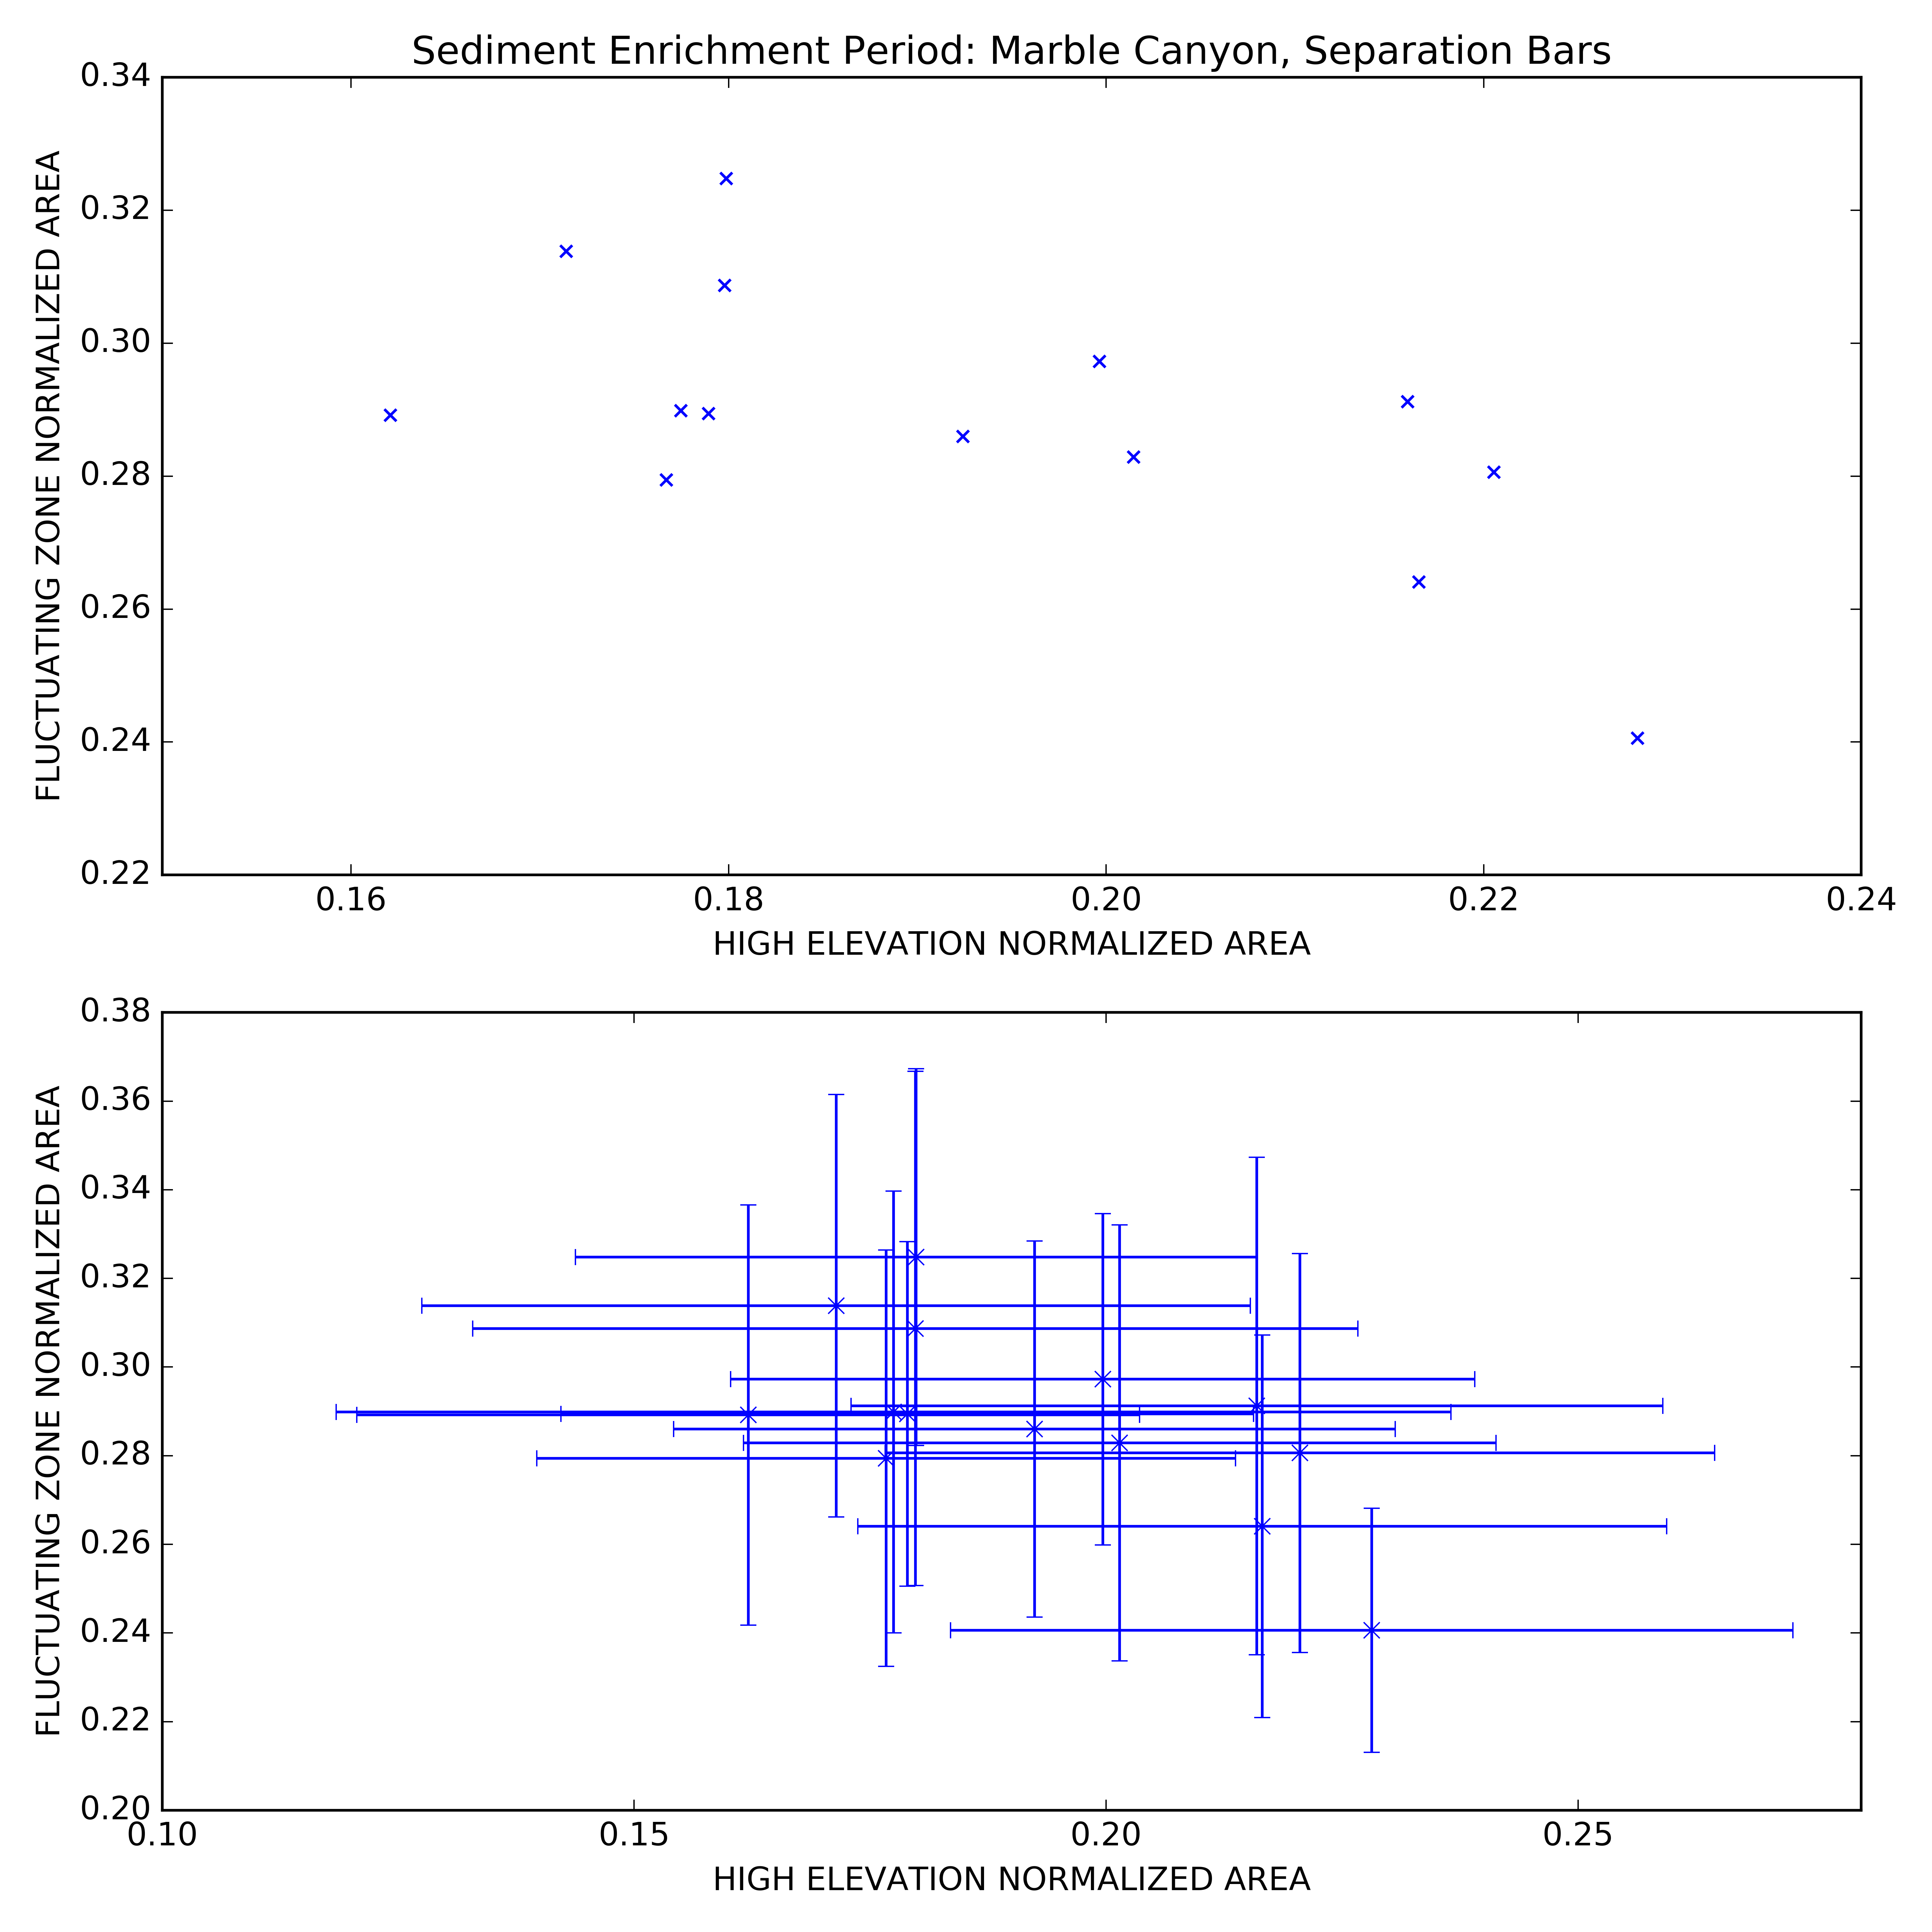 Sediment Enrichment Period: Marble Canyon, Separation Bars
0.34
0.32
0.30
0.28
0.26
0.24
0.22
FLUCTUATING ZONE NORMALIZED AREA
0.16 0.18 0.20 0.22 0.24
HIGH ELEVATION NORMALIZED AREA
0.38
0.36
0.34
0.32
0.30
0.28
0.26
0.24
0.22
0.20
FLUCTUATING ZONE NORMALIZED AREA
0.10 0.15 0.20 0.25
HIGH ELEVATION NORMALIZED AREA